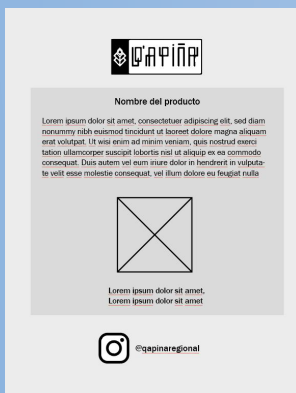 QAPIÑA
Nombre del producto
Lorem ipsum dolor sit amet, consectetuer adipiscing elit, sed diam
nonummy nibh euismod tincidunt ut laoreet dolore magna aliquam
erat volutpat. Ut wisi enim ad minim veniam, quis nostrud exerci
tation ullamcorper suscipit lobortis nisl ut aliquip ex ea commodo
consequat. Duis autem vel eum iriure dolor in hendrerit in vulputa-
te velit esse molestie consequat, vel illum dolore eu feugiat nulla
Lorem ipsum dolor sit amet,
Lorem ipsum dolor sit amet
@qapinaregional